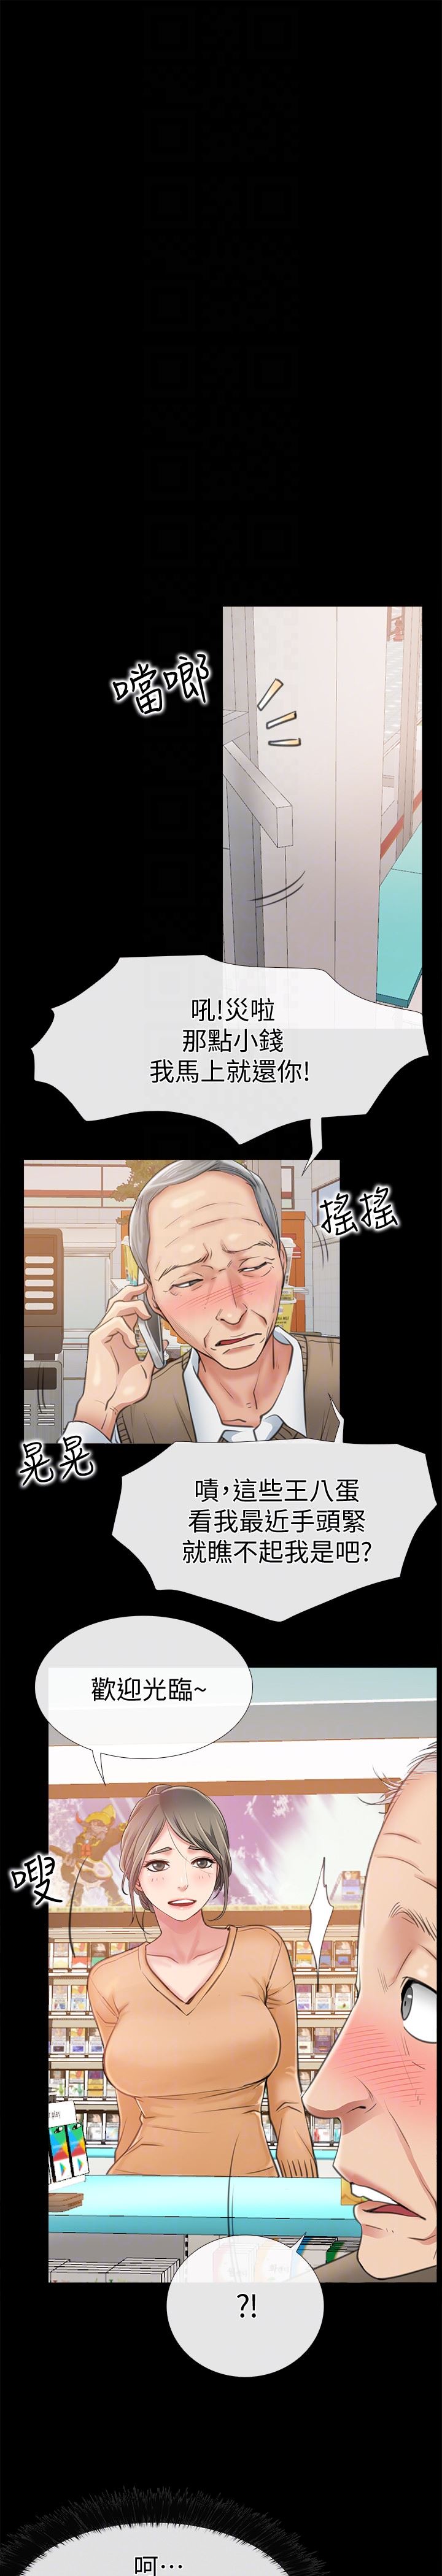 噹啷
吼!災啦
那點小錢
我馬上就還你!
搖搖
晃晃
嘖,這些王八蛋
看我最近手頭緊
就瞧不起我是吧?
歡迎光臨~
嗖
?!
呵…